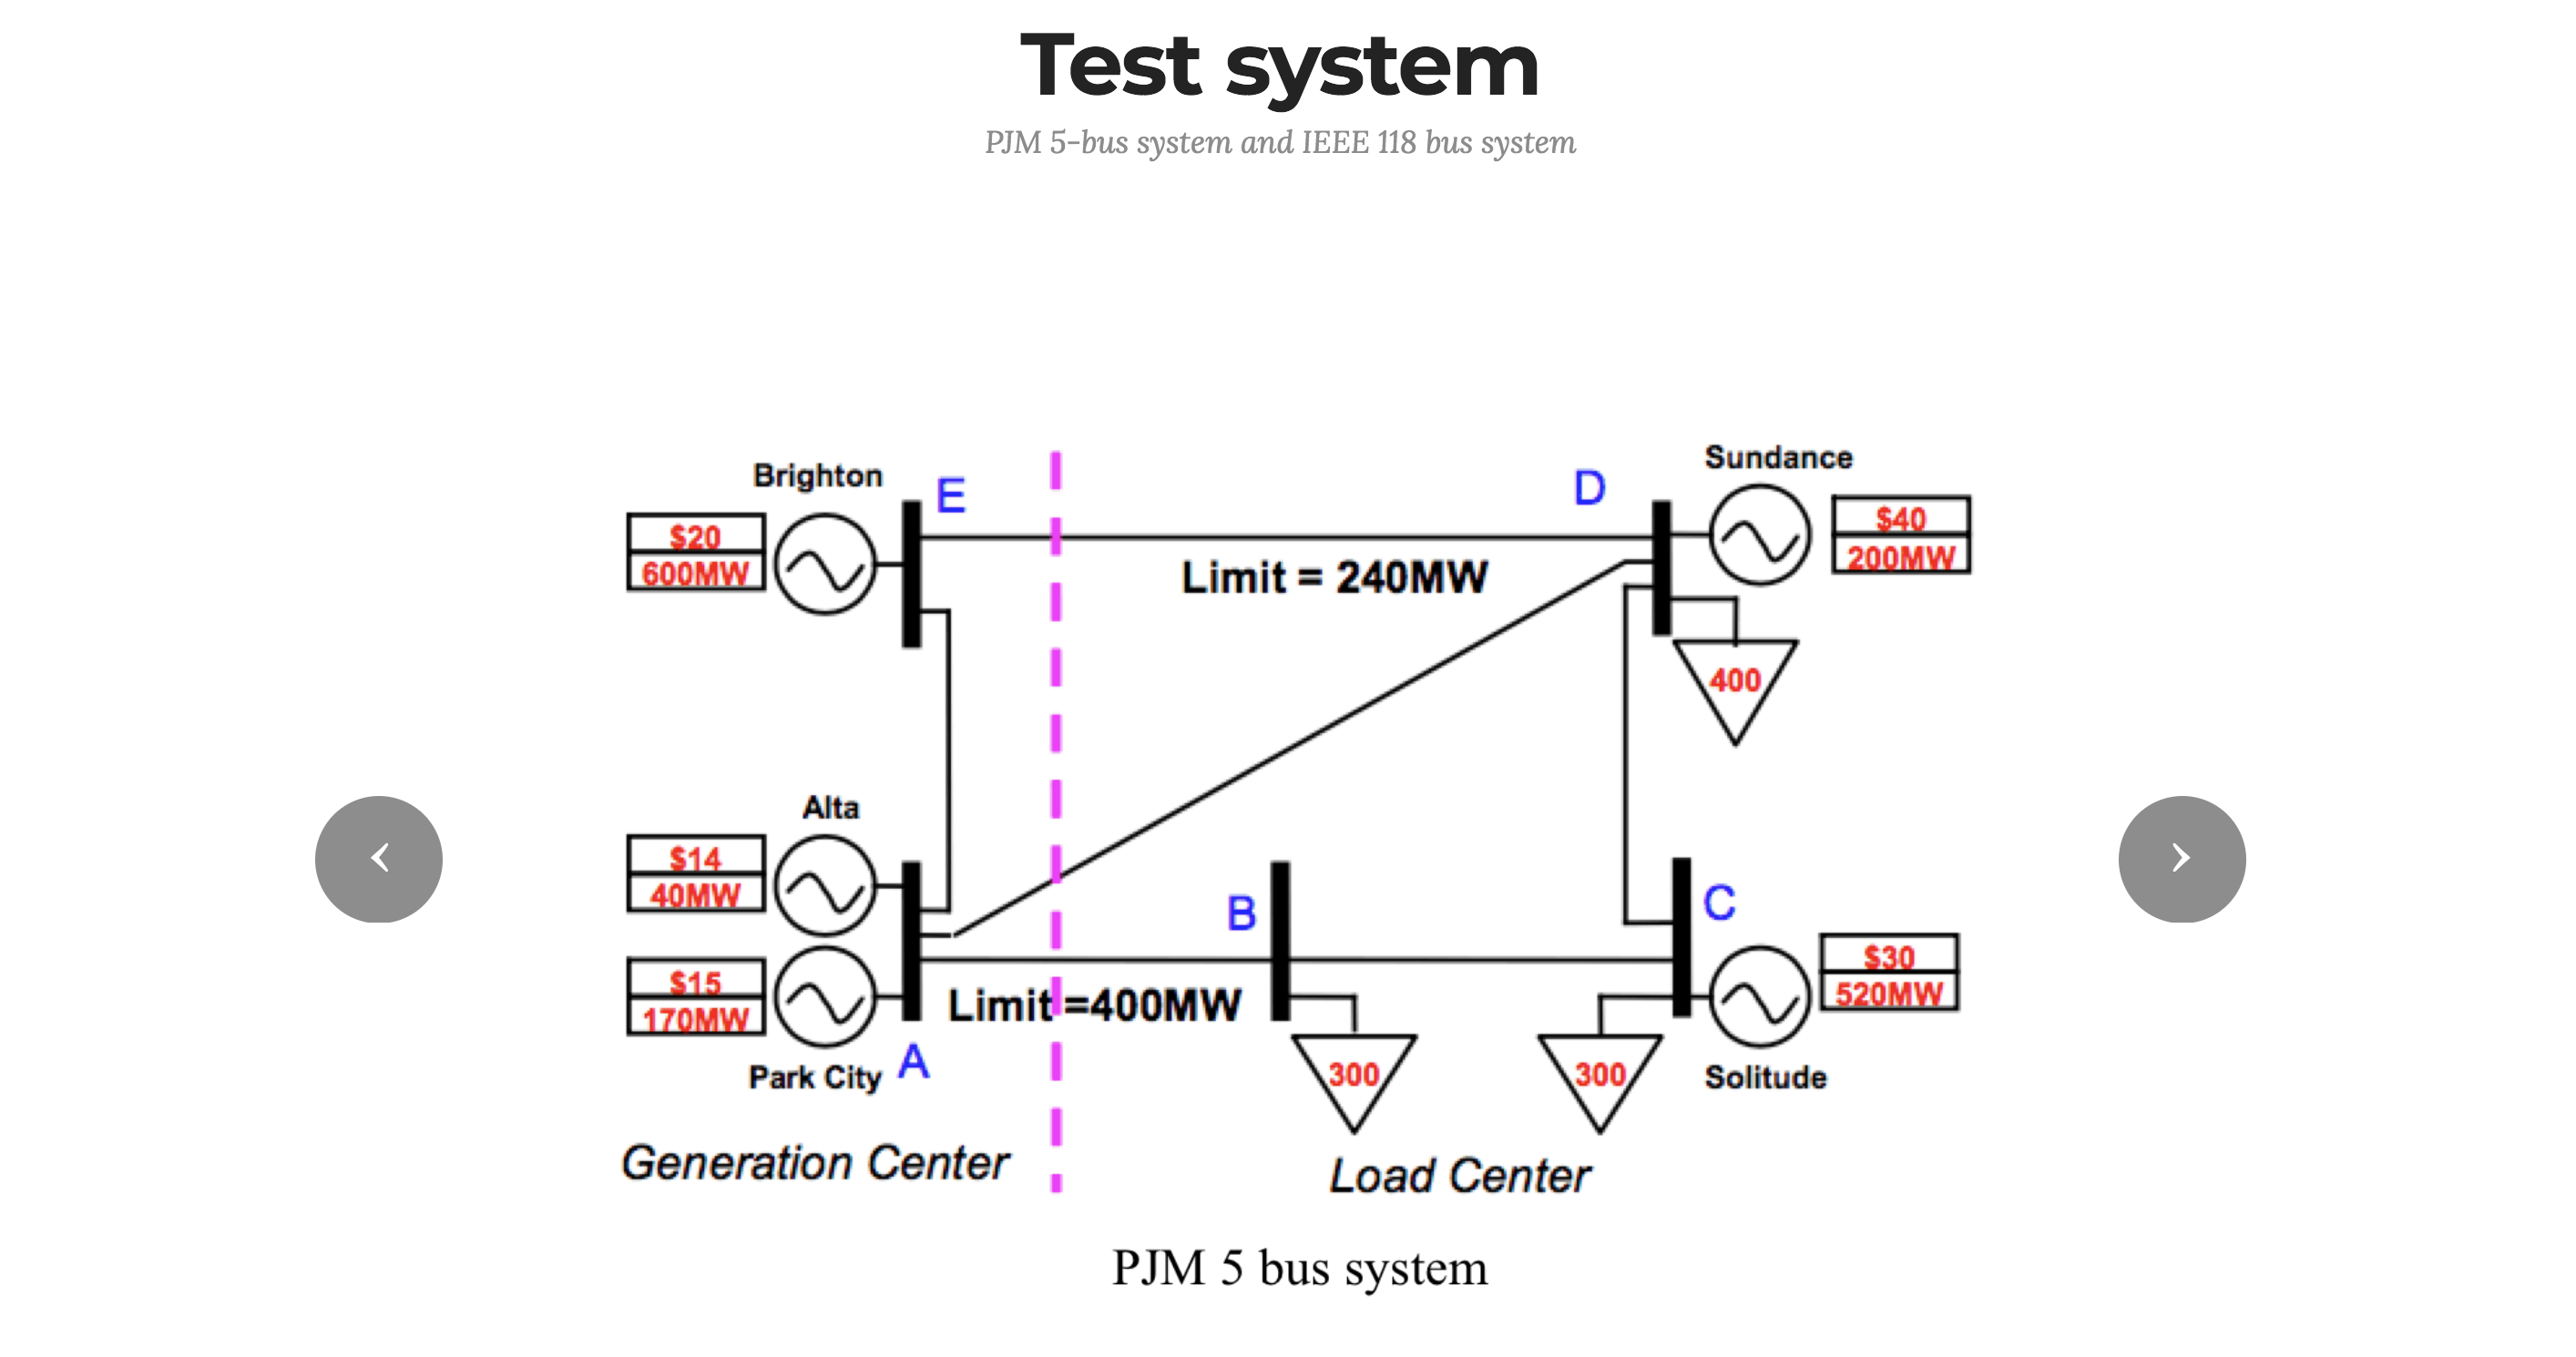 Test system
PJM 5-bus system and IEEE 118 bus system
Brighton
E
$20
600MW
D
Sundance
$40
200MW
Limit = 240MW
400
Alta
$14
40MW
B
C
$15
170MW
Park City
A
Limit =400MW
$30
520MW
300
300
Solitude
Generation Center
Load Center
PJM 5 bus system